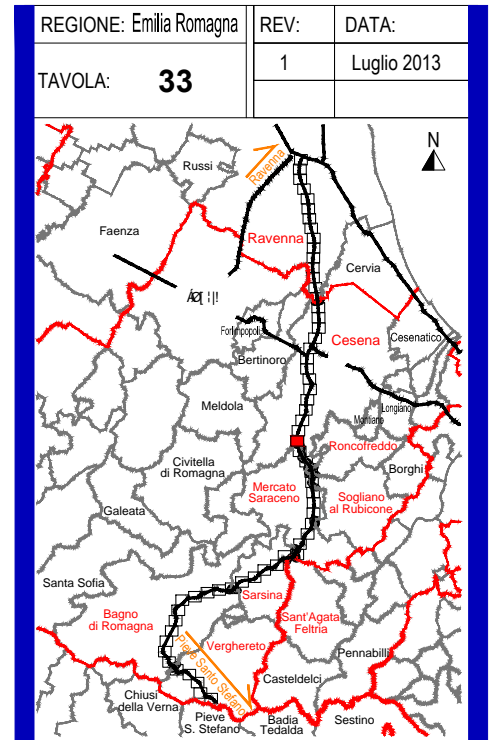 REGIONE: Emilia Romagna
REV:
DATA:
TAVOLA: 33
1
Luglio 2013
N
Russi
Ravenna
Faenza
Ravenna
Cervia
Forlimpopoli
Cesena
Cesenatico
Bertinoro
Meldola
Longiano
Montiano
Roncofreddo
Civitella
di Romagna
Borghi
Mercato
Saraceno
Sogliano
al Rubicone
Galeata
Santa Sofia
Sarsina
Bagno
di Romagna
Sant'Agata
Feltria
Verghereto
Pieve Santo Stefano
Pennabilli
Casteldelci
Chiusi
della Verna
Pieve
S. Stefano
Badia
Tedalda
Sestino